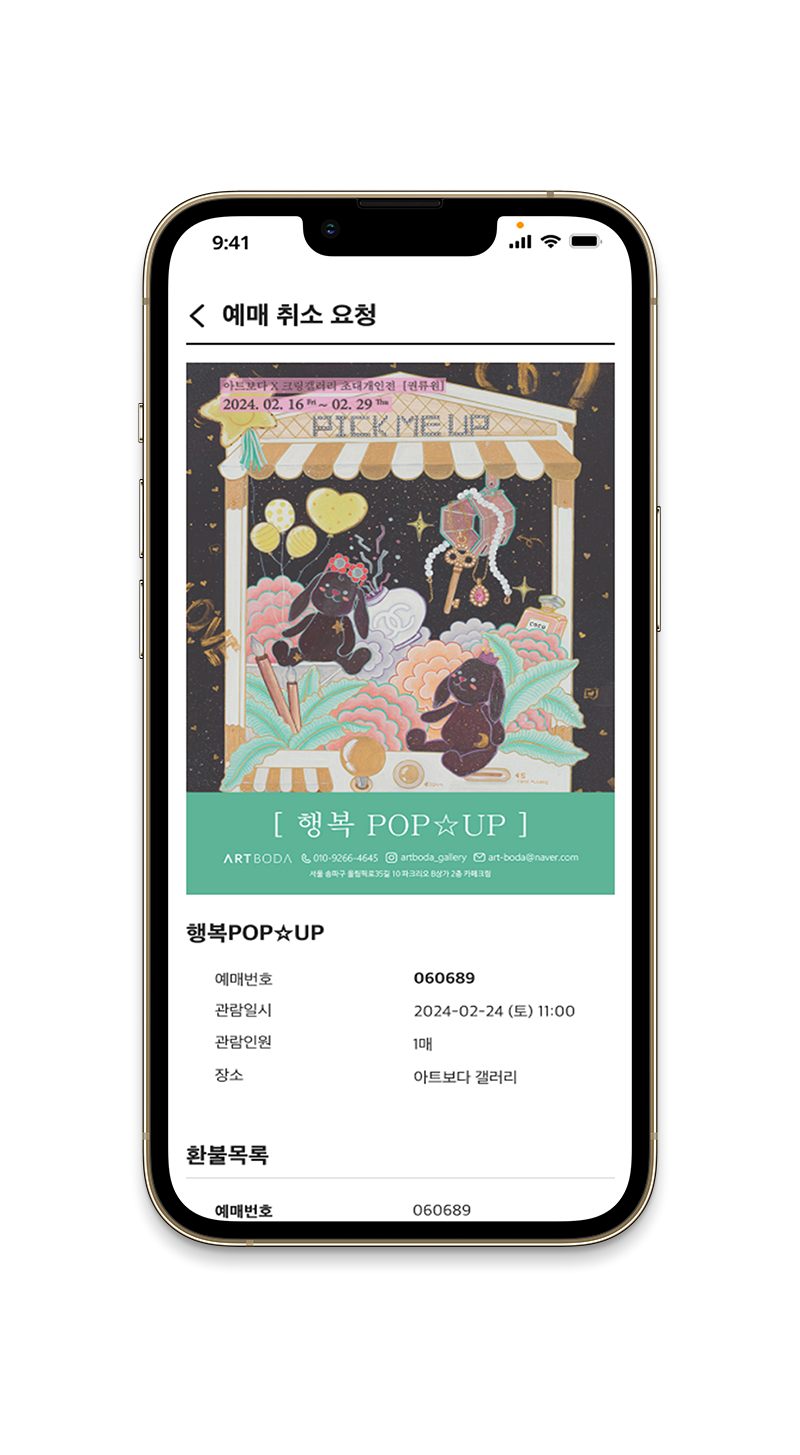 9:41
예매 취소 요청
아트보다 X 크링갤러리 초대개인전 [권류원]
2024. 02. 16 Fri ~ 02. 29 Thu
PICK ME UP
coco
[ 행복 POP☆UP ]
ARTBODA 010-9266-4645 artboda_gallery art-boda@naver.com
서울 송파구 올림픽로35길 10 파크리오 B상가 2층 카페크링
행복POP☆UP
예매번호 060689
관람일시 2024-02-24 (토) 11:00
관람인원 1매
장소 아트보다 갤러리
환불목록
예매번호 060689